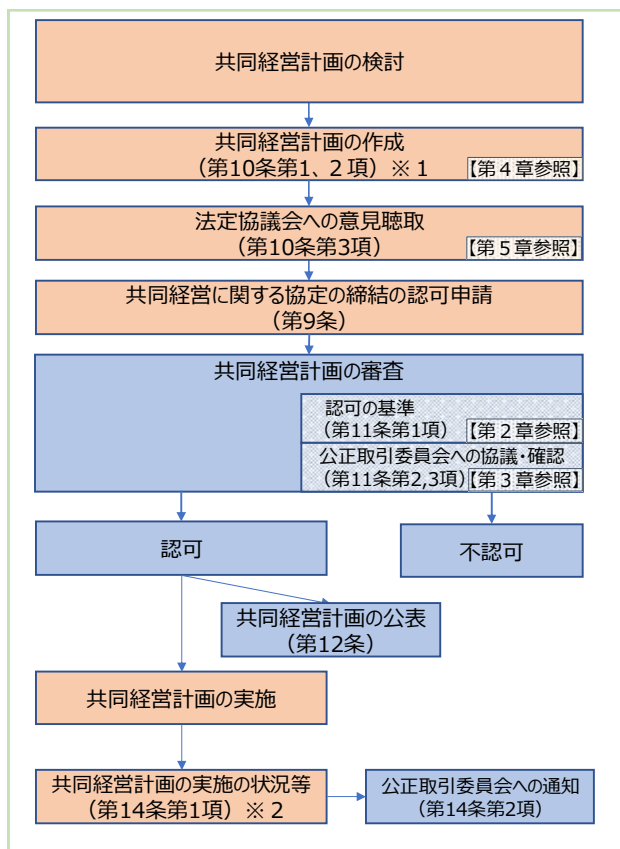 共同経営計画の検討
共同経営計画の作成
(第10条第1、2項)※1
【第4章参照】
法定協議会への意見聴取
(第10条第3項)
【第5章参照】
共同経営に関する協定の締結の認可申請
(第9条)
共同経営計画の審査
認可の基準
(第11条第1項)
【第2章参照】
公正取引委員会への協議・確認
(第11条第2,3項)
【第3章参照】
認可
不認可
共同経営計画の公表
(第12条)
共同経営計画の実施
共同経営計画の実施の状況等
(第14条第1項)※2
公正取引委員会への通知
(第14条第2項)